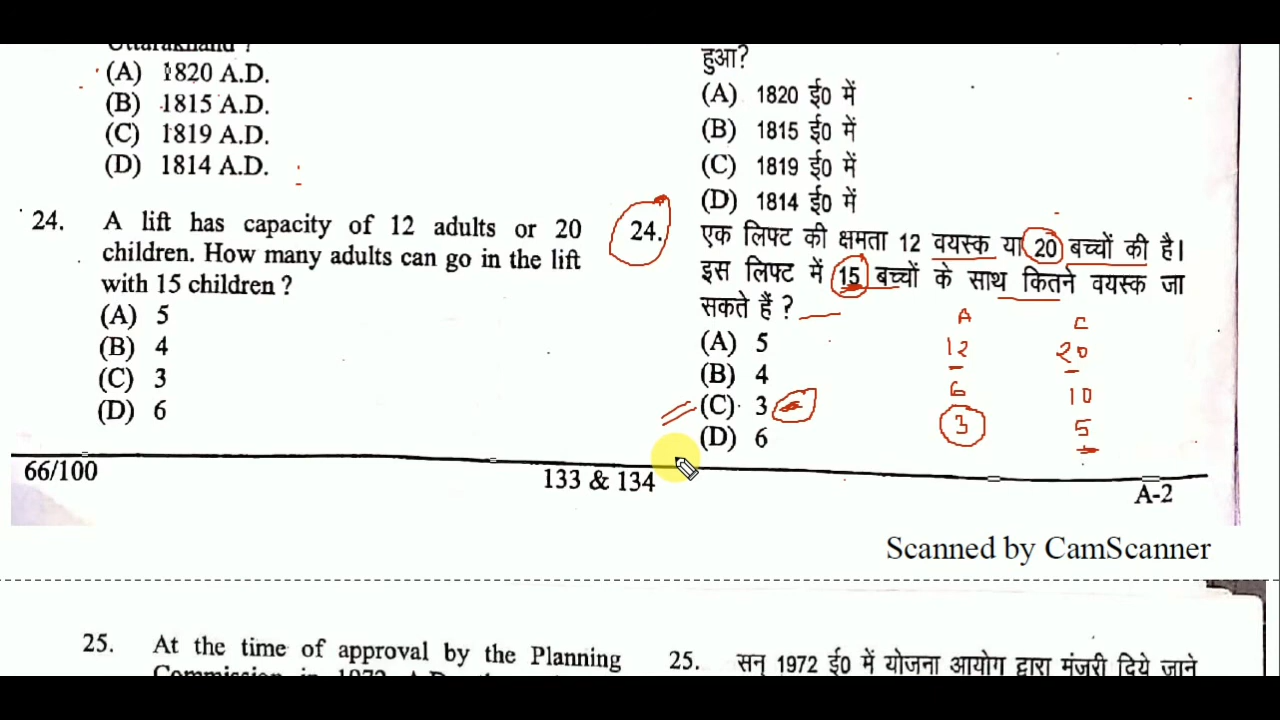 Uttarakhand ?
(A) 1820 A.D.
(B) 1815 A.D.
(C) 1819 A.D.
(D) 1814 A.D.
24. A lift has capacity of 12 adults or 20
children. How many adults can go in the lift
with 15 children ?
(A) 5
(B) 4
(C) 3
(D) 6
हुआ?
(A) 1820 ई0 में
(B) 1815 ई0 में
(C) 1819 ई0 में
(D) 1814 ई0 में
24. एक लिफ्ट की क्षमता 12 वयस्क या 20 बच्चों की है।
इस लिफ्ट में 15 बच्चों के साथ कितने वयस्क जा
सकते हैं ?
(A) 5
(B) 4
(C) 3
(D) 6
A C
12 20
6 10
3 5
66/100 133 & 134 A-2
Scanned by CamScanner
25. At the time of approval by the Planning
Commission in 1972 A.D.
25. सन् 1972 ई0 में योजना आयोग द्वारा मंजूरी दिये जाने